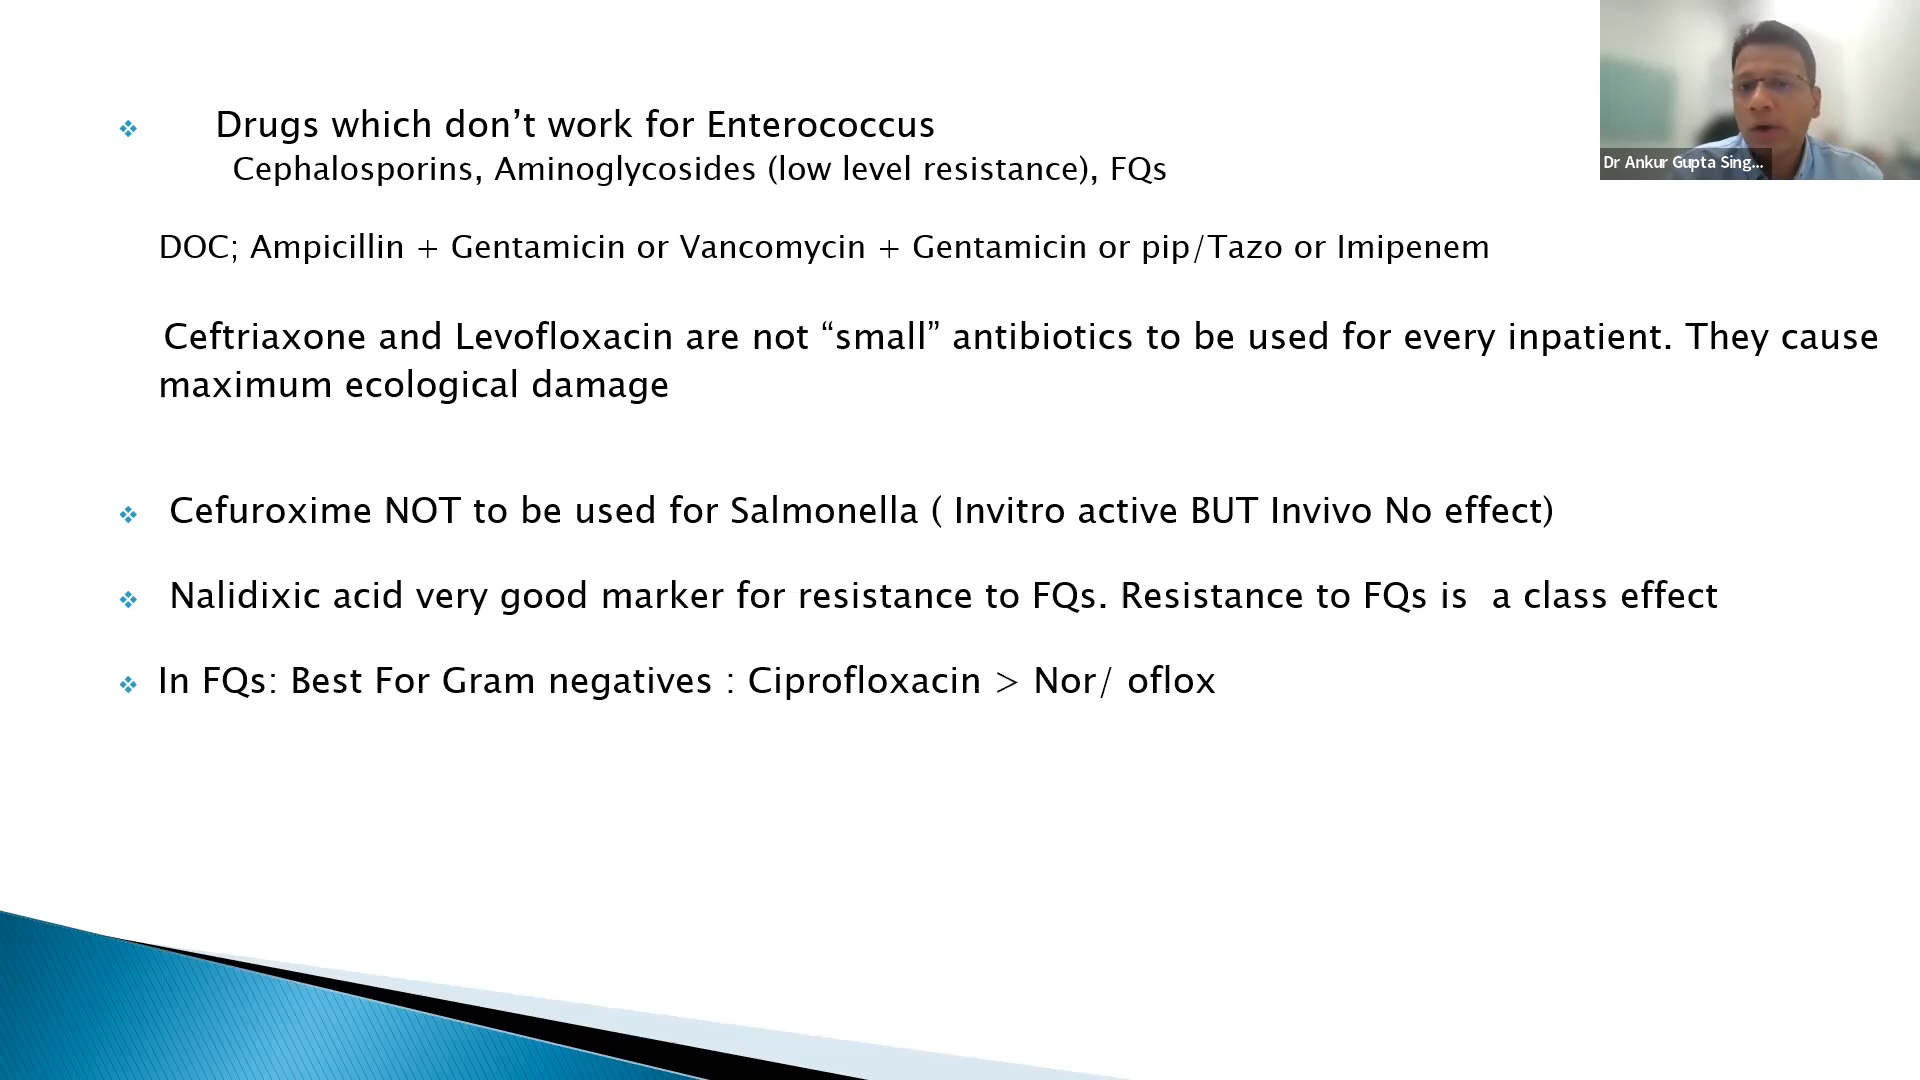 Drugs which don’t work for Enterococcus
Cephalosporins, Aminoglycosides (low level resistance), FQs
DOC; Ampicillin + Gentamicin or Vancomycin + Gentamicin or pip/Tazo or Imipenem
Ceftriaxone and Levofloxacin are not “small” antibiotics to be used for every inpatient. They cause
maximum ecological damage
Cefuroxime NOT to be used for Salmonella ( Invitro active BUT Invivo No effect)
Nalidixic acid very good marker for resistance to FQs. Resistance to FQs is  a class effect
In FQs: Best For Gram negatives : Ciprofloxacin > Nor/ oflox
Dr Ankur Gupta Sing...